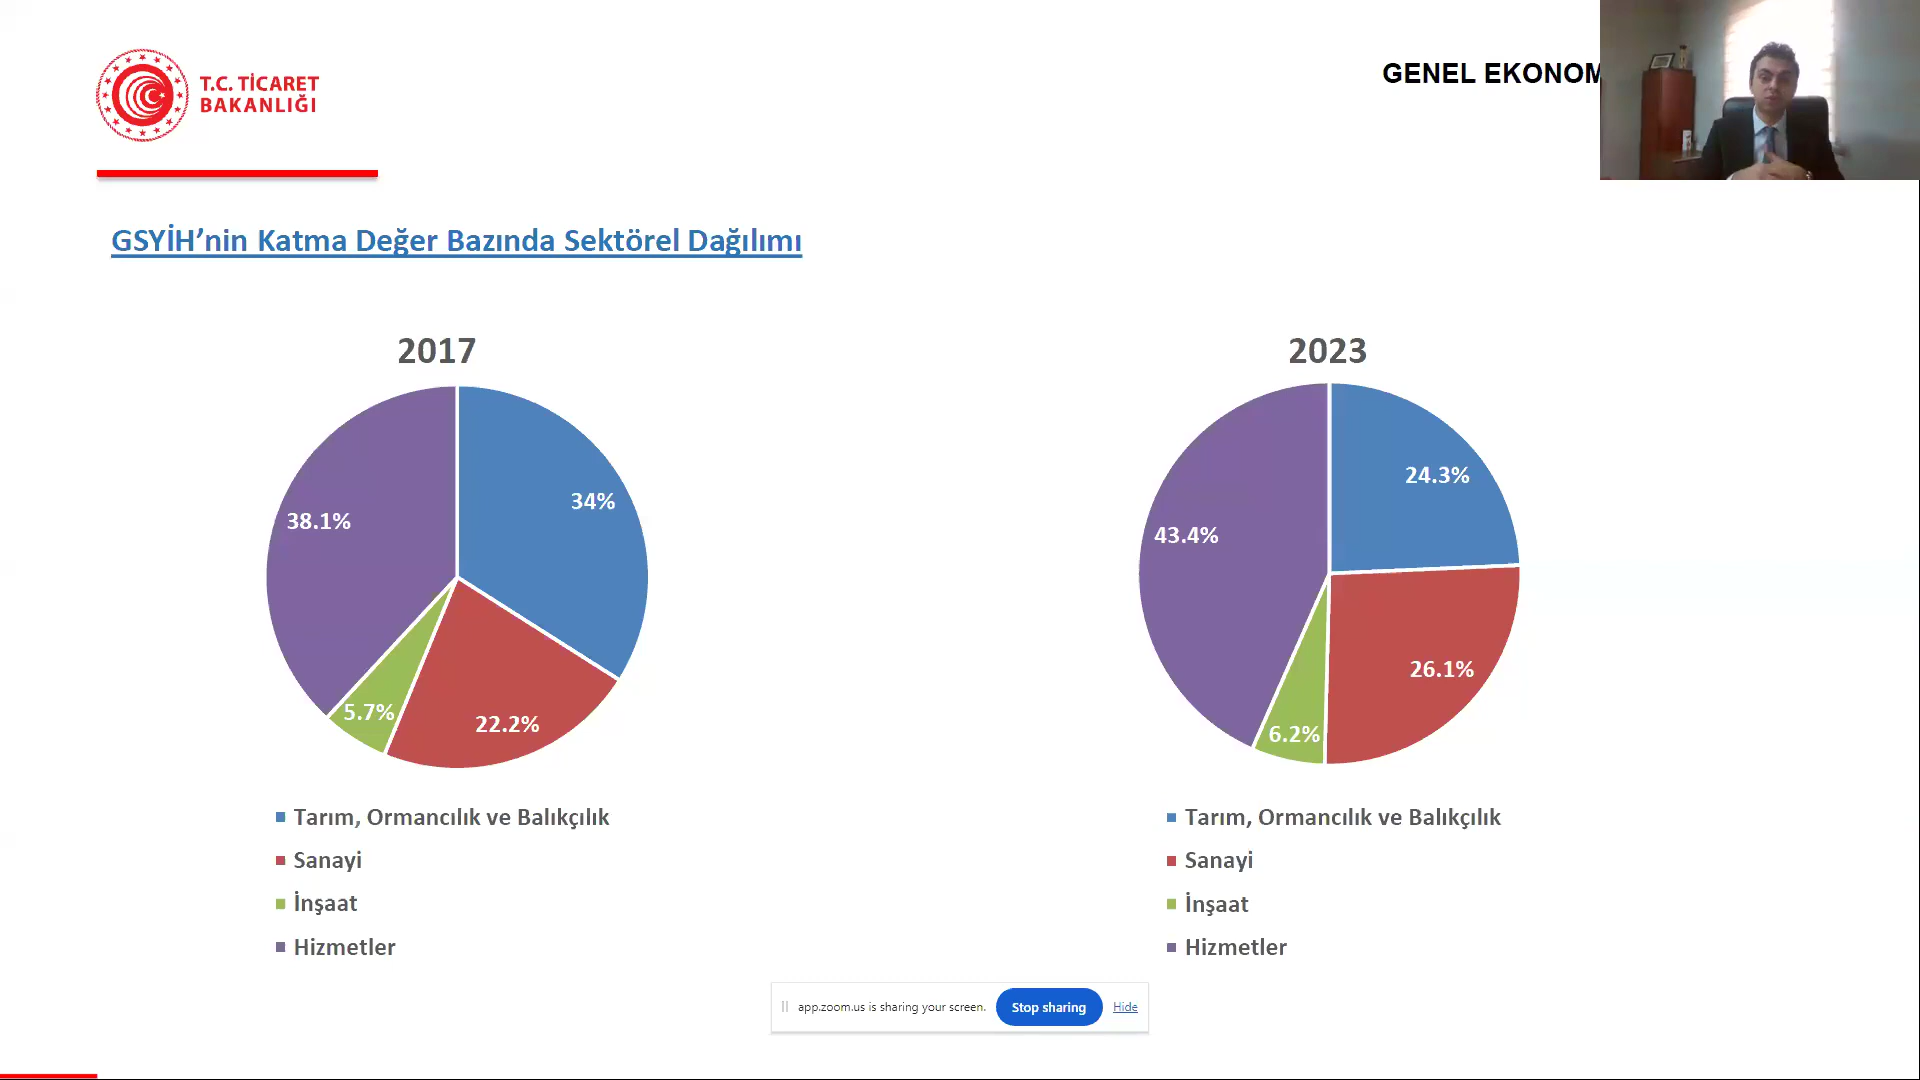 T.C. TİCARET
BAKANLIĞI
GENEL EKONOM
GSYİH’nin Katma Değer Bazında Sektörel Dağılımı
2017
34%
22.2%
5.7%
38.1%
Tarım, Ormancılık ve Balıkçılık
Sanayi
İnşaat
Hizmetler
2023
24.3%
26.1%
6.2%
43.4%
Tarım, Ormancılık ve Balıkçılık
Sanayi
İnşaat
Hizmetler
app.zoom.us is sharing your screen. Stop sharing Hide